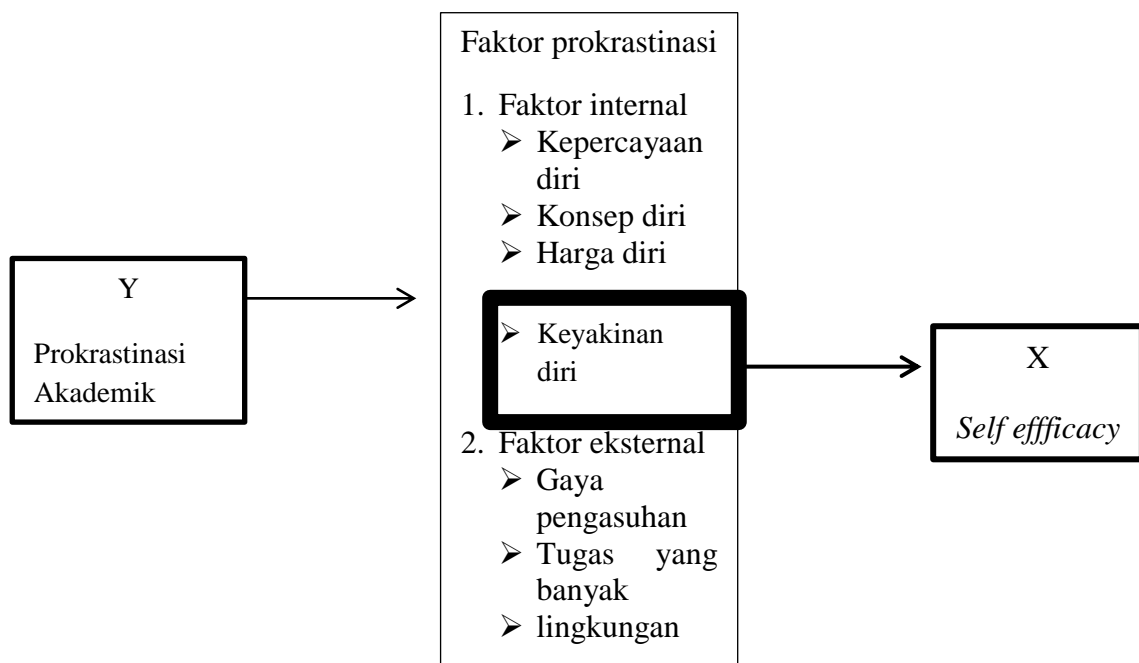 Faktor prokrastinasi
1. Faktor internal
➢ Kepercayaan
diri
➢ Konsep diri
➢ Harga diri
➢ Keyakinan
diri
2. Faktor eksternal
➢ Gaya
pengasuhan
➢ Tugas yang
banyak
➢ lingkungan
Y
Prokrastinasi
Akademik
X
Self effficacy